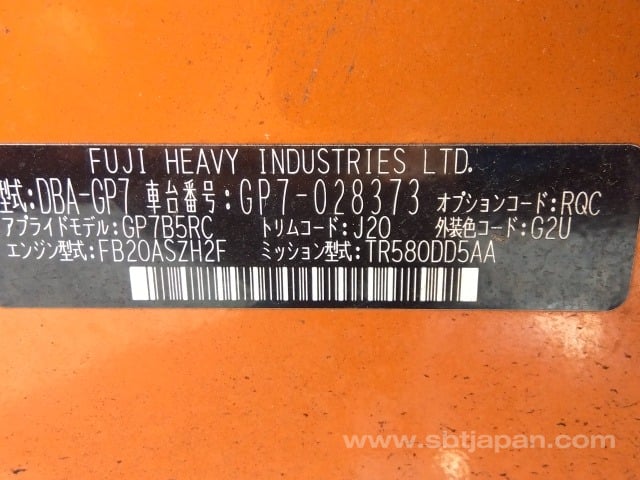 FUJI HEAVY INDUSTRIES LTD.
型式:DBA-GP7 車台番号:GP7-028373 オプションコード:RQC
アプライドモデル:GP7B5RC トリムコード:J20 外装色コード:G2U
エンジン型式:FB20ASZH2F ミッション型式:TR580DD5AA
www.sbtjapan.com